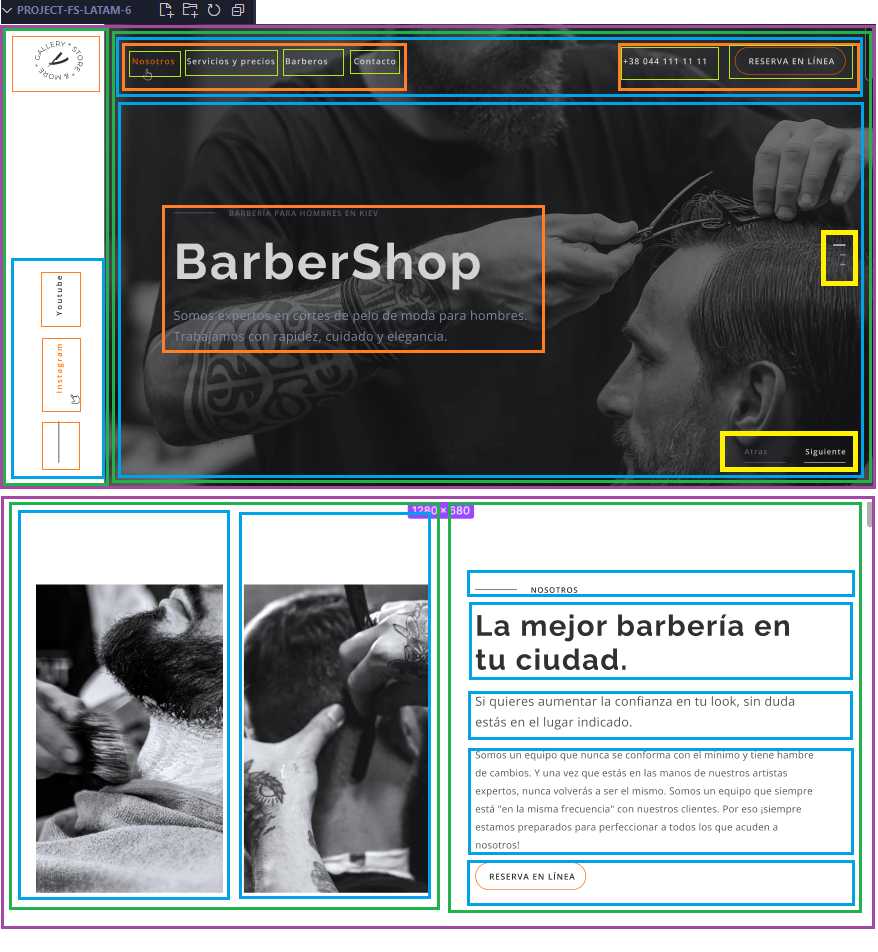 PROJECT-FS-LATAM-6
GALLERY • STORE & MORE •
Nosotros
Servicios y precios
Barberos
Contacto
+38 044 111 11 11
RESERVA EN LÍNEA
BARBERÍA PARA HOMBRES EN KIEV
BarberShop
Somos expertos en cortes de pelo de moda para hombres.
Trabajamos con rapidez, cuidado y elegancia.
Youtube
Instagram
Atras
Siguiente
1280 × 680
NOSOTROS
La mejor barbería en
tu ciudad.
Si quieres aumentar la confianza en tu look, sin duda
estás en el lugar indicado.
Somos un equipo que nunca se conforma con el mínimo y tiene hambre
de cambios. Y una vez que estás en las manos de nuestros artistas
expertos, nunca volverás a ser el mismo. Somos un equipo que siempre
está "en la misma frecuencia" con nuestros clientes. Por eso ¡siempre
estamos preparados para perfeccionar a todos los que acuden a
nosotros!
RESERVA EN LÍNEA